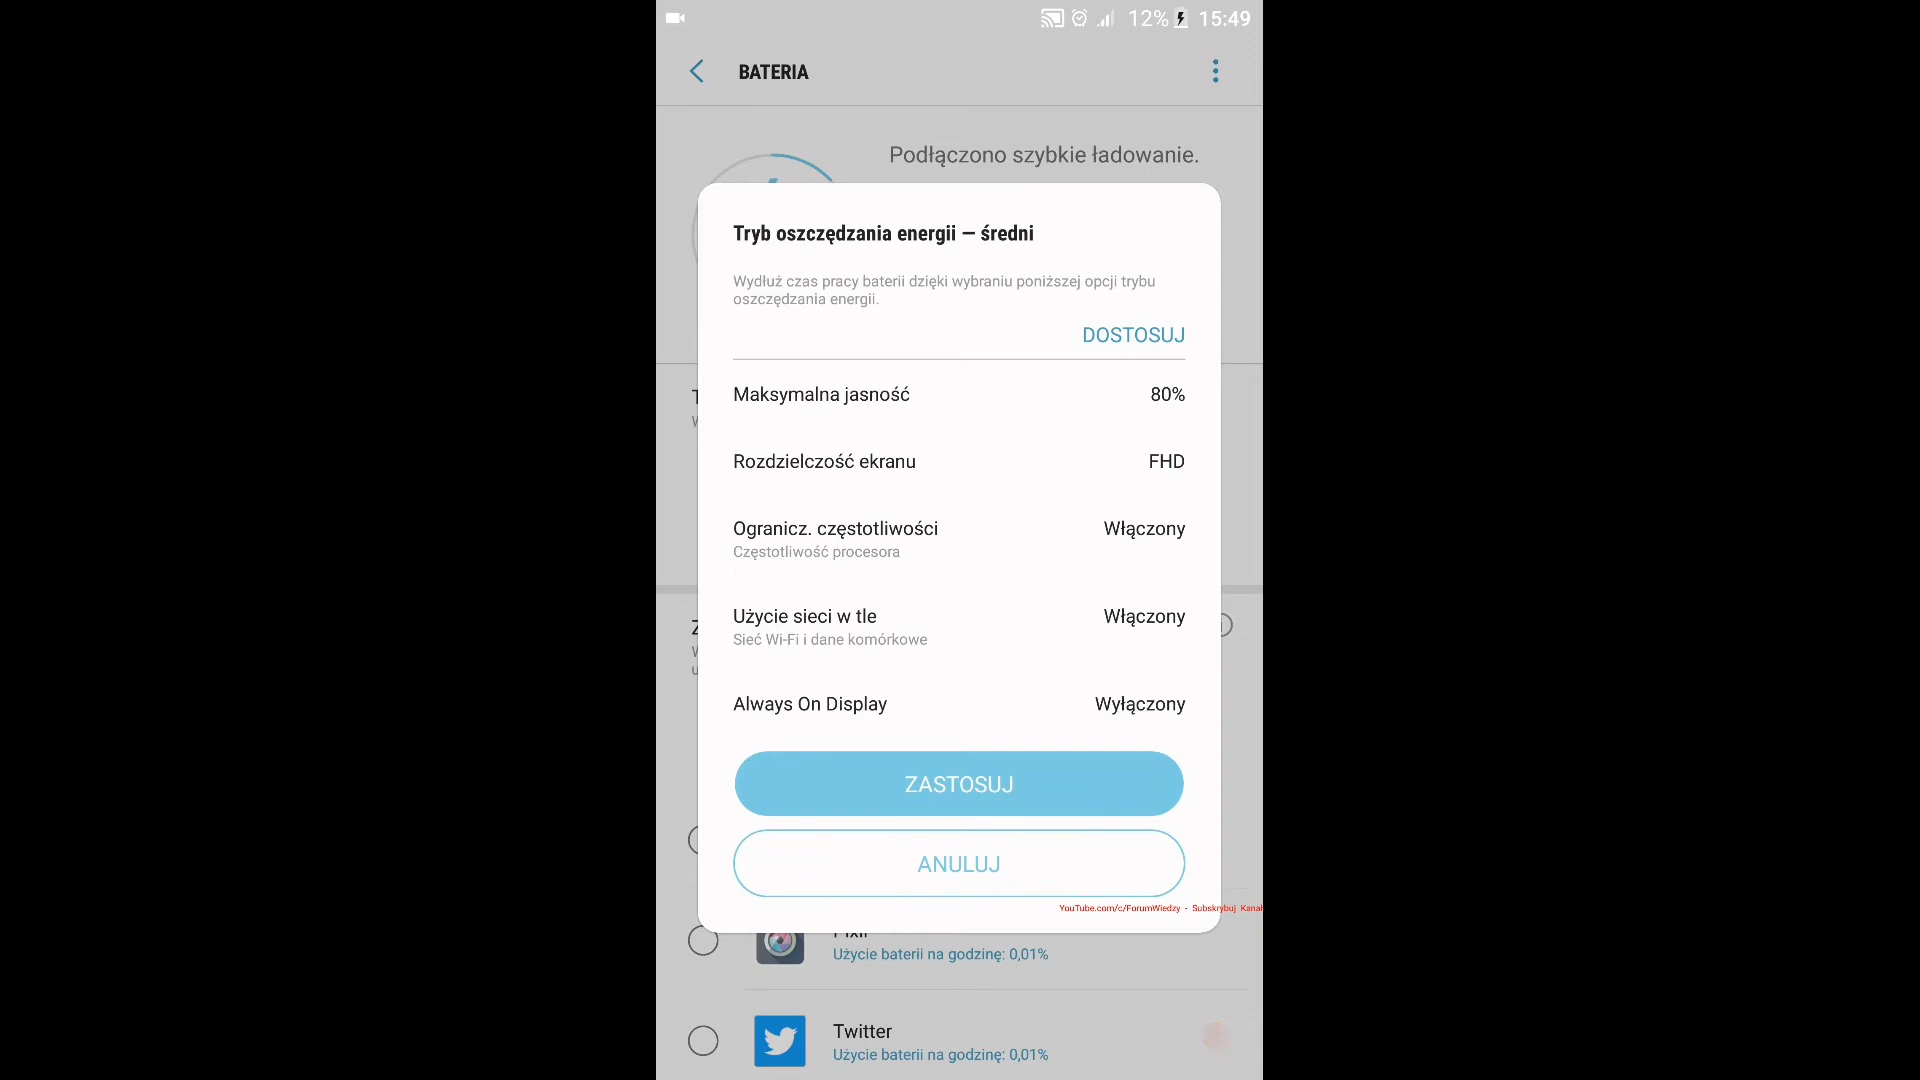 12% 15:49
BATERIA
Podłączono szybkie ładowanie.
Tryb oszczędzania energii – średni
Wydłuż czas pracy baterii dzięki wybraniu poniższej opcji trybu
oszczędzania energii.
DOSTOSUJ
Maksymalna jasność 80%
Rozdzielczość ekranu FHD
Ogranicz. częstotliwości Włączony
Częstotliwość procesora
Użycie sieci w tle Włączony
Sieć Wi-Fi i dane komórkowe
Always On Display Wyłączony
ZASTOSUJ
ANULUJ
YouTube.com/c/ForumWiedzy - Subskrybuj Kanał
Użycie baterii na godzinę: 0,01%
Twitter
Użycie baterii na godzinę: 0,01%